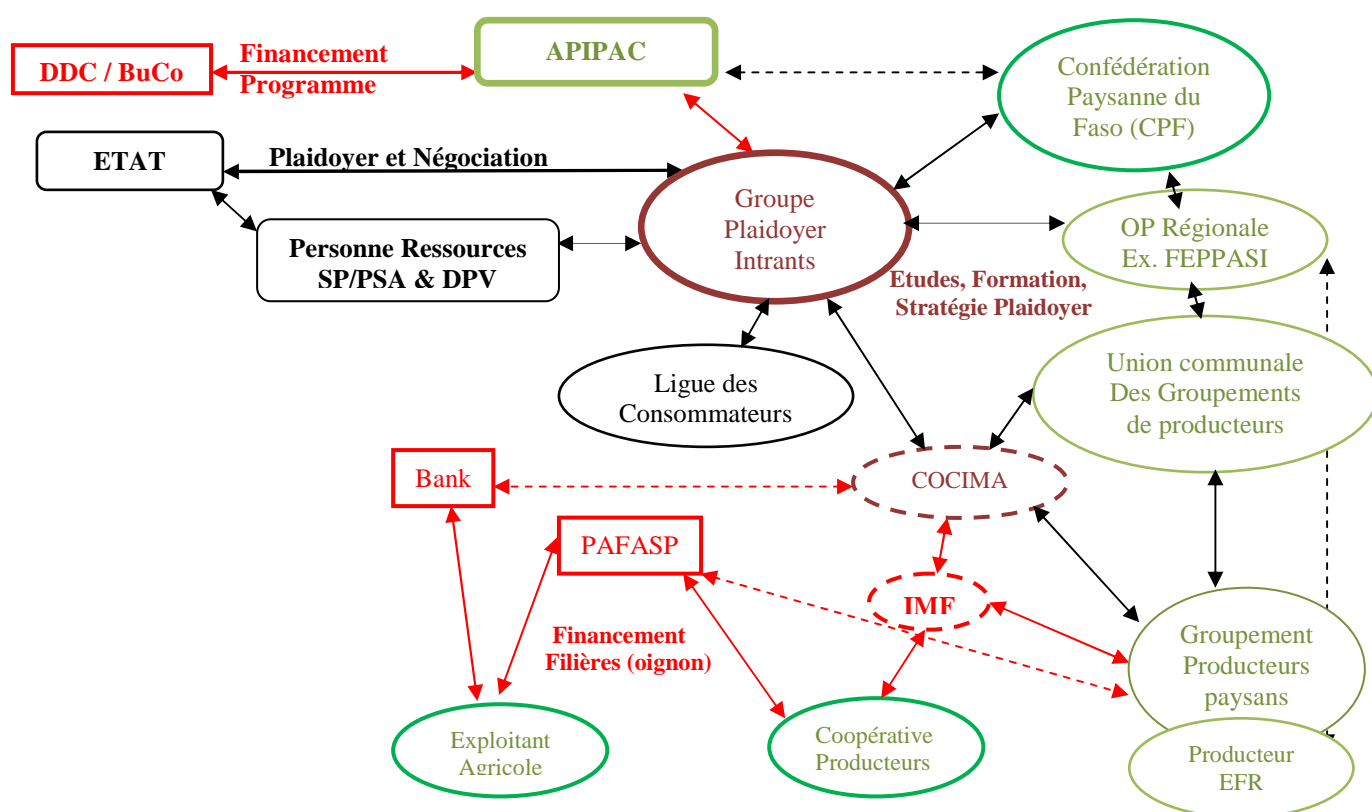 DDC / BuCo
Financement
Programme
APIPAC
Confédération
Paysanne du
Faso (CPF)
ETAT
Plaidoyer et Négociation
Groupe
Plaidoyer
Intrants
Personne Ressources
SP/PSA & DPV
OP Régionale
Ex. FEPPASI
Etudes, Formation,
Stratégie Plaidoyer
Ligue des
Consommateurs
Union communale
Des Groupements
de producteurs
Bank
COCIMA
PAFASP
IMF
Financement
Filières (oignon)
Groupement
Producteurs
paysans
Exploitant
Agricole
Coopérative
Producteurs
Producteur
EFR